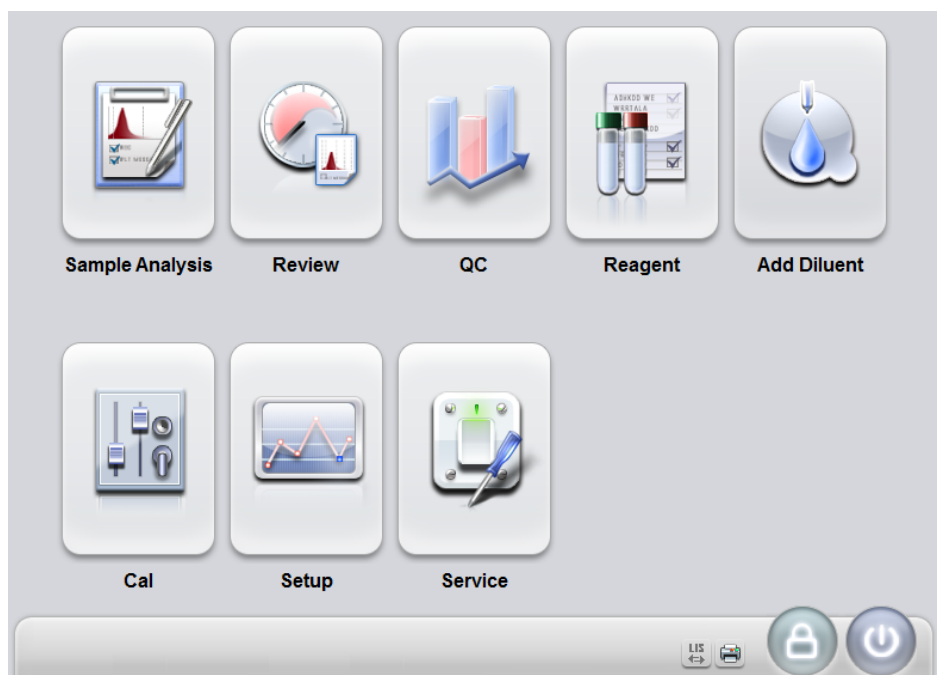 Sample Analysis
Review
QC
Reagent
Add Diluent
Cal
Setup
Service
LIS